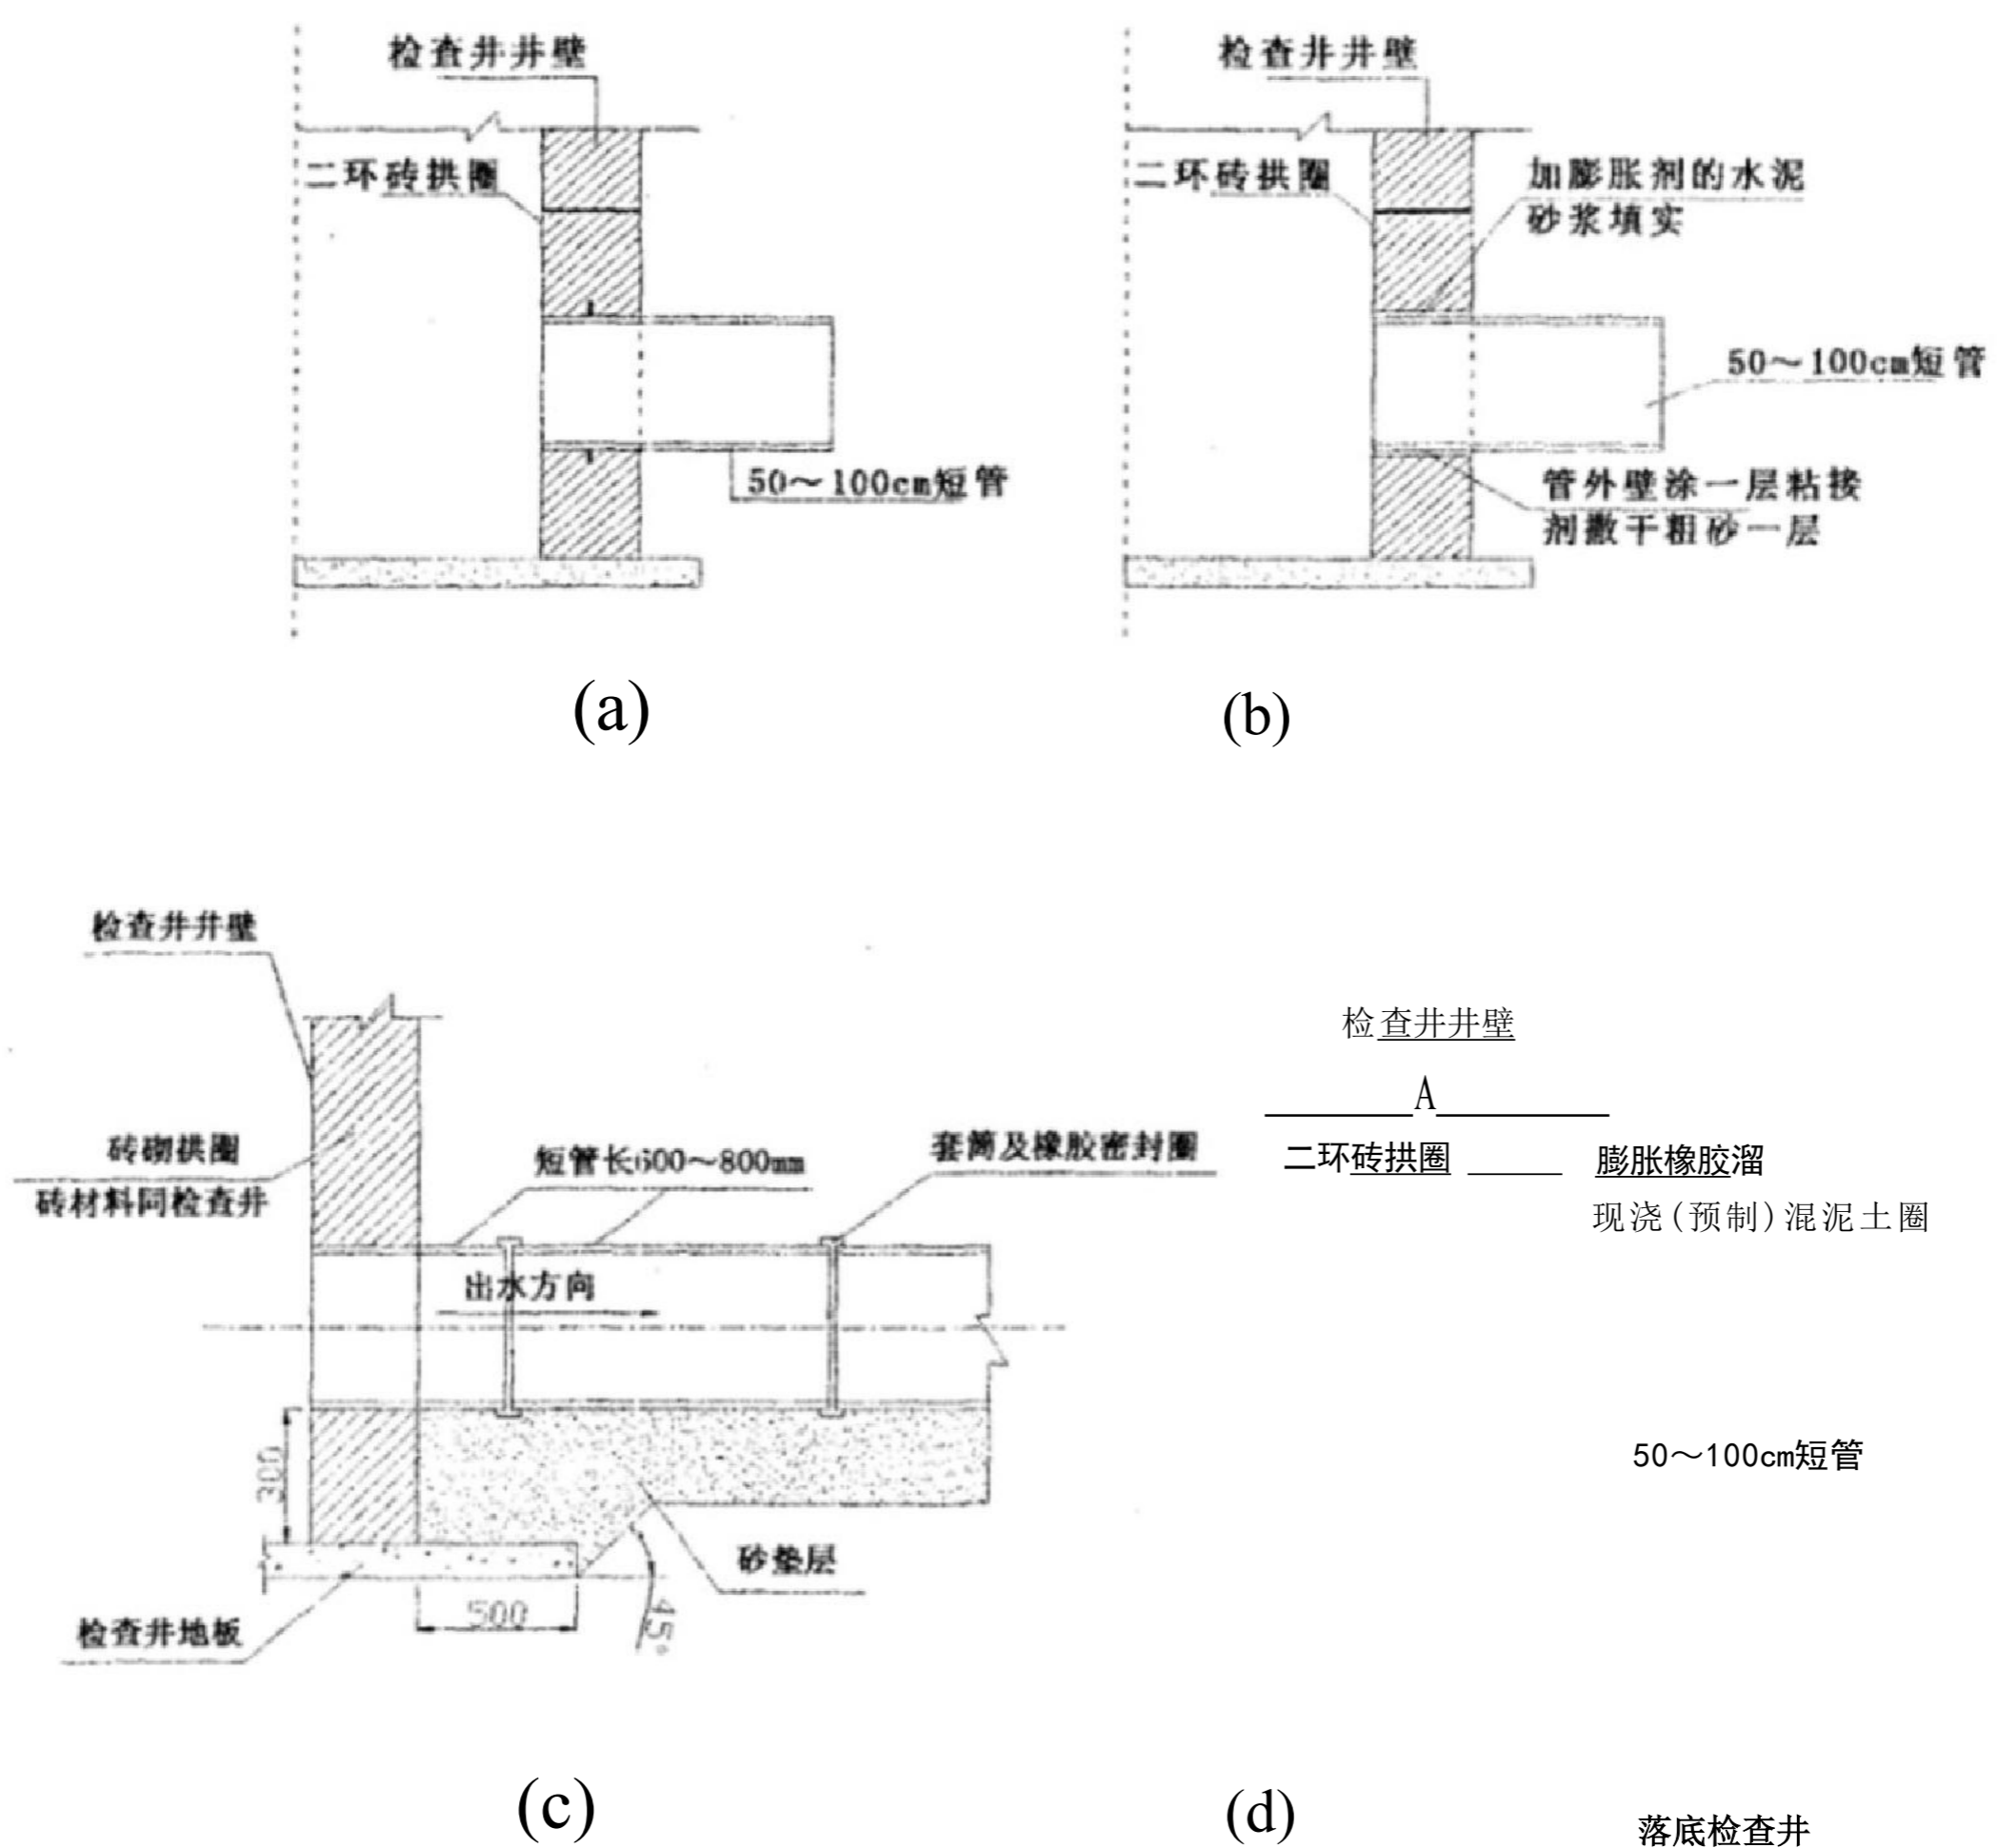 检查井井壁
二环砖拱圈
50～100cm短管
(a)
检查井井壁
二环砖拱圈
加膨胀剂的水泥
砂浆填实
50～100cm短管
管外壁涂一层粘接
剂撒干粗砂一层
(b)
检查井井壁
砖砌拱圈
砖材料同检查井
短管长600～800mm
套筒及橡胶密封圈
出水方向
300
砂垫层
500
45°
检查井地板
(c)
检查井井壁
A
二环砖拱圈
膨胀橡胶溜
现浇(预制)混泥土圈
50～100cm短管
(d)
落底检查井